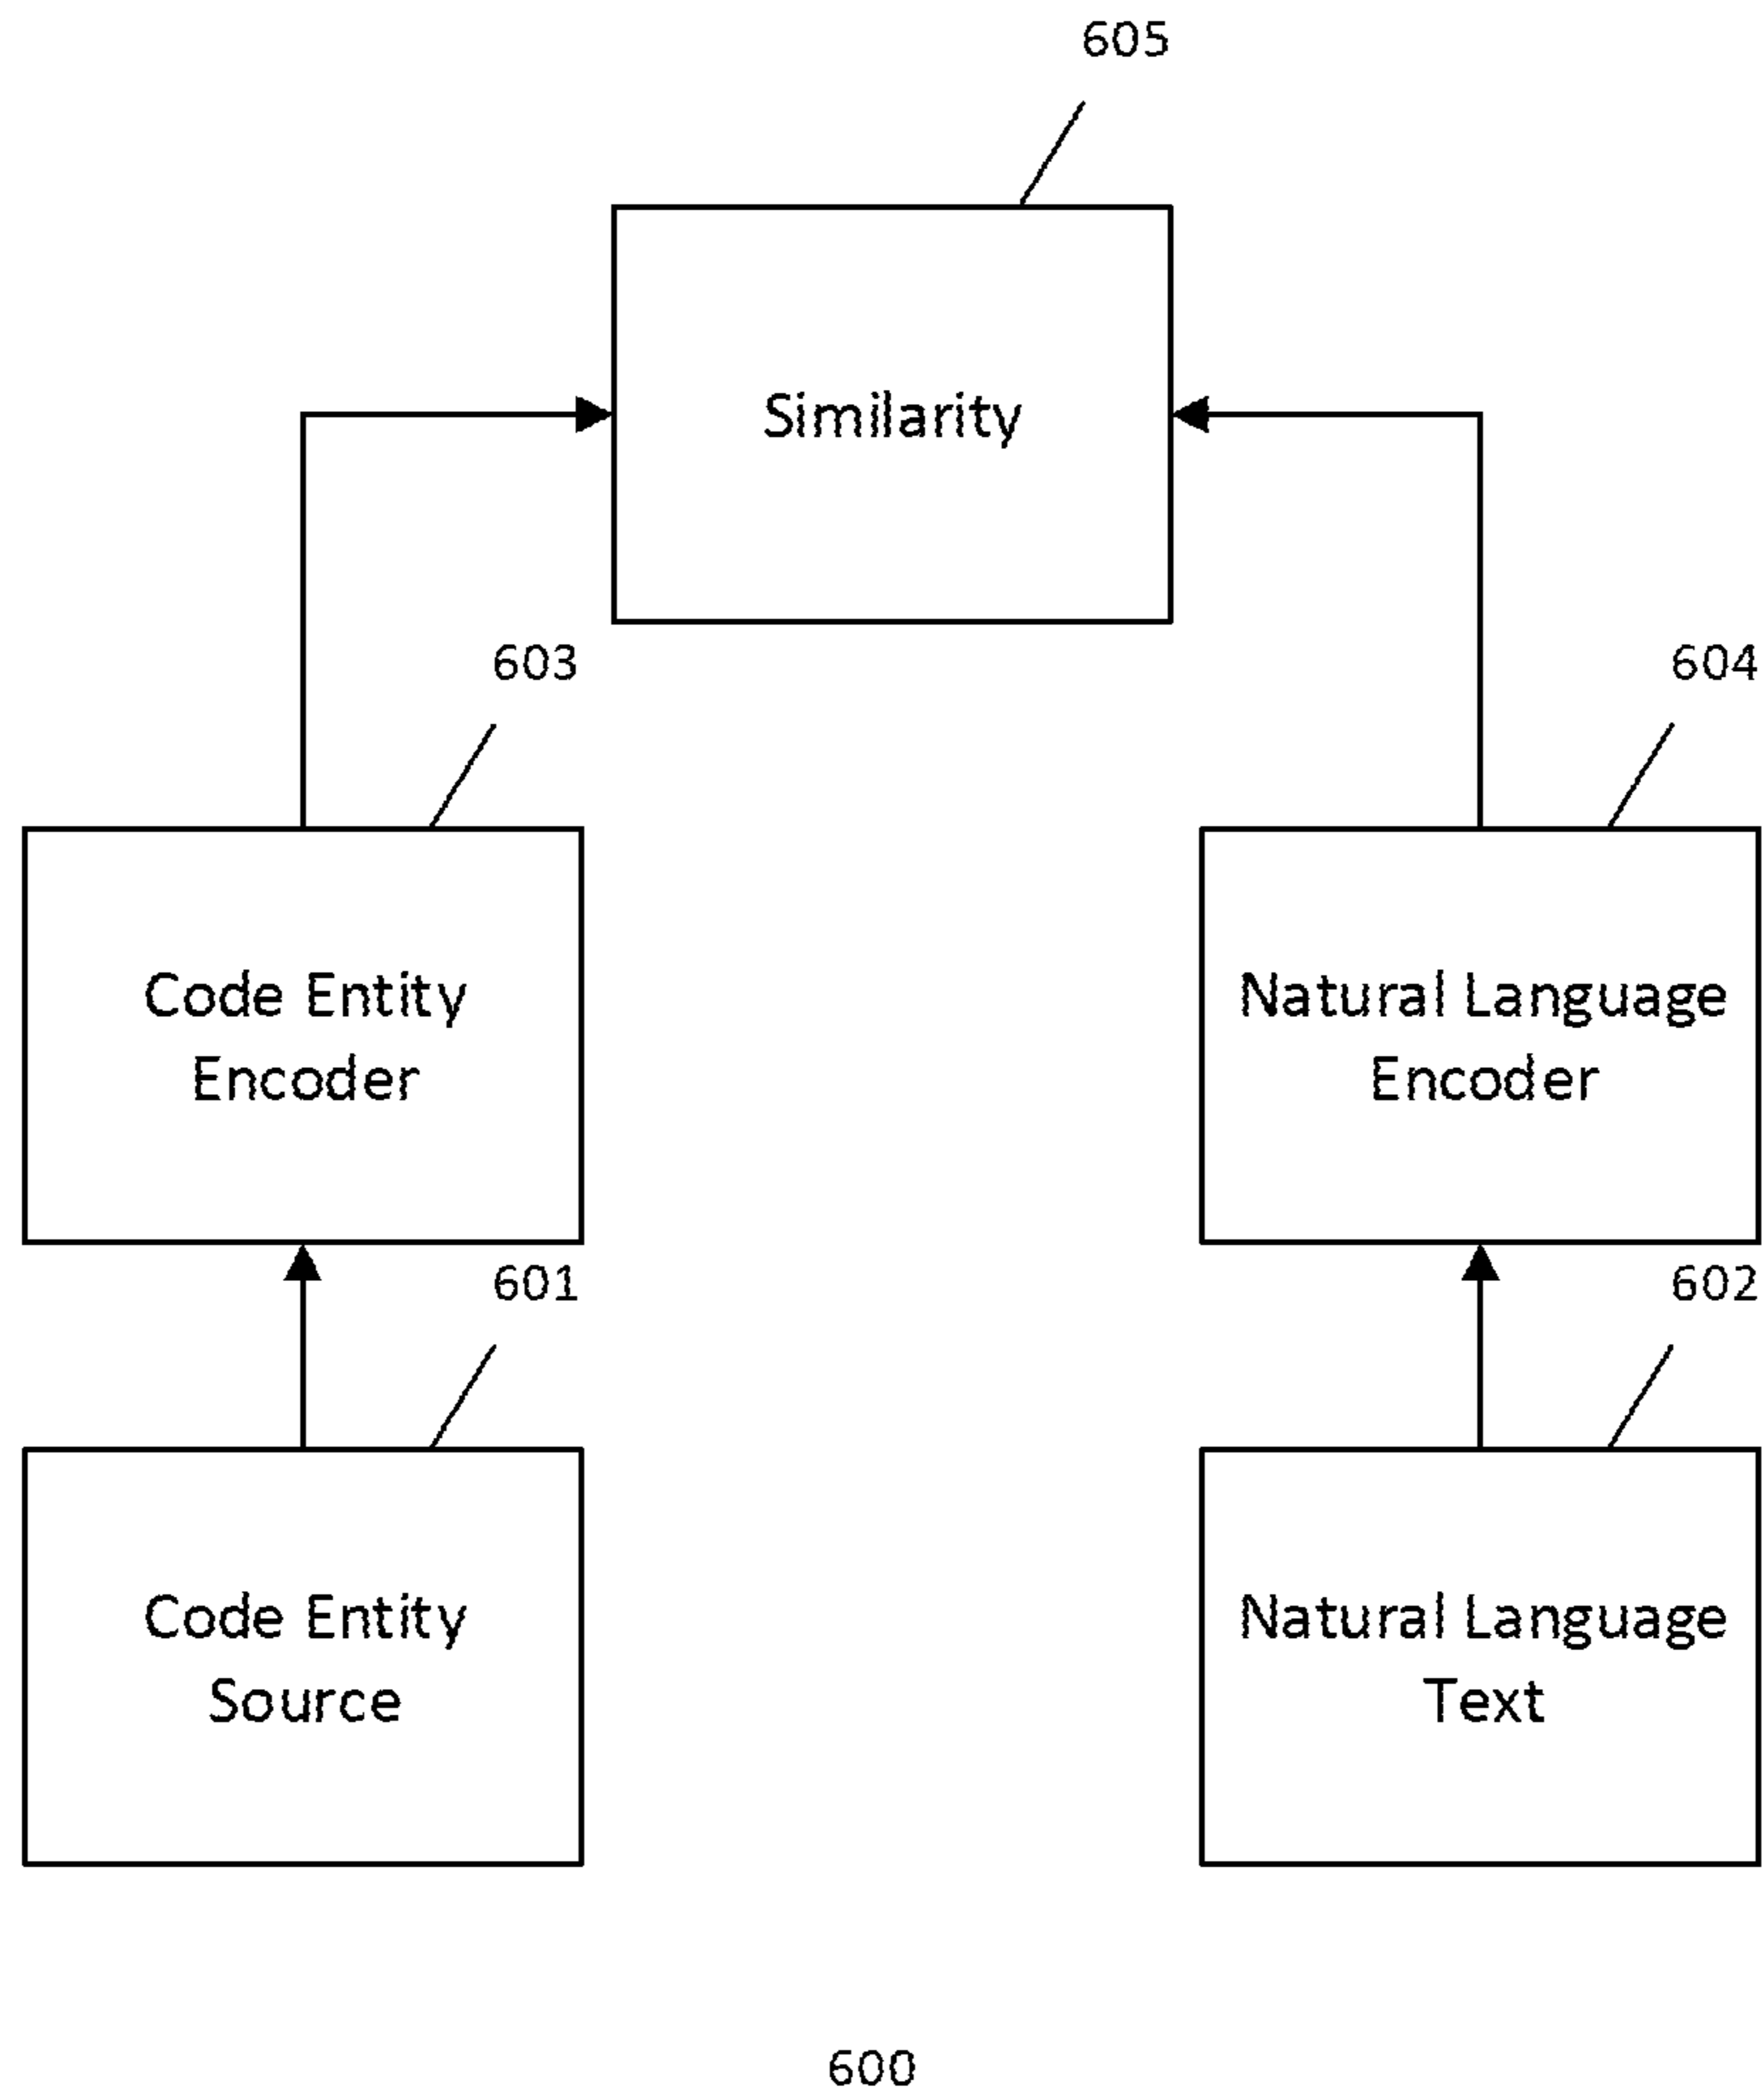 605
Similarity
603
604
Code Entity
Encoder
Natural Language
Encoder
601
602
Code Entity
Source
Natural Language
Text
600